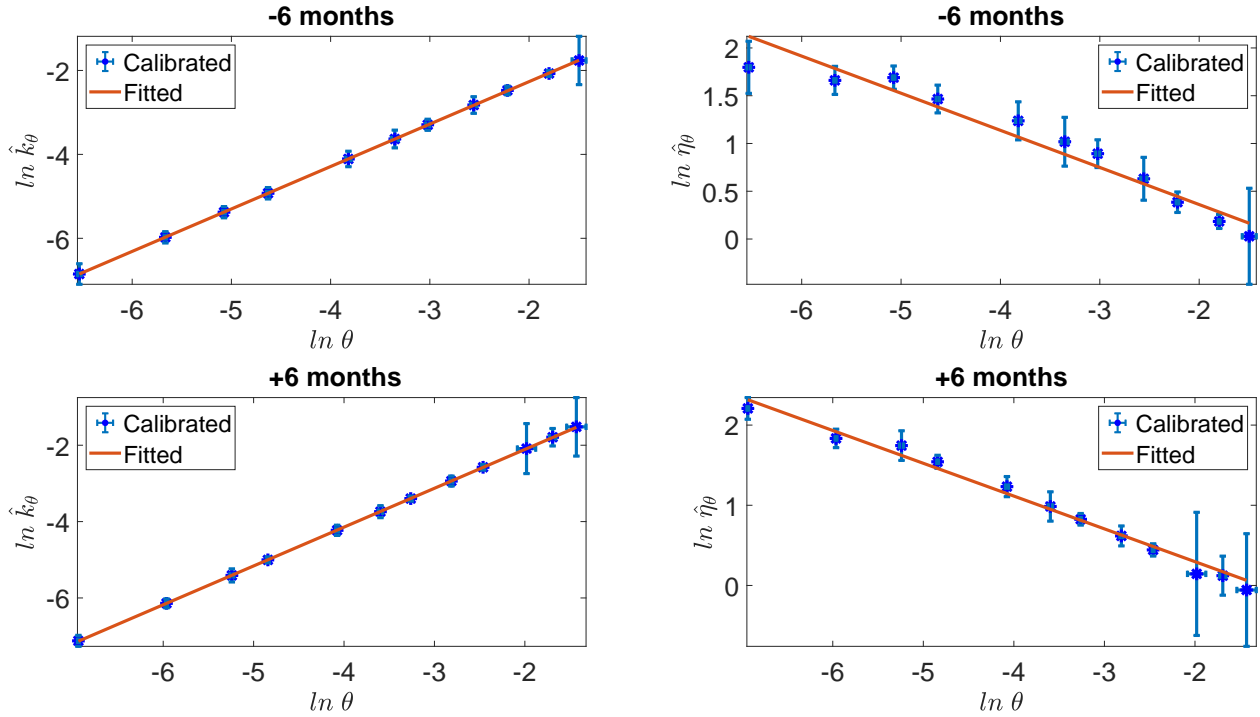 -6 months
-2
-4
-6
ln k̂θ
Calibrated
Fitted
-6 -5 -4 -3 -2
ln θ
-6 months
2
1.5
1
0.5
0
ln η̂θ
Calibrated
Fitted
-6 -5 -4 -3 -2
ln θ
+6 months
-2
-4
-6
ln k̂θ
Calibrated
Fitted
-6 -5 -4 -3 -2
ln θ
+6 months
2
1
0
ln η̂θ
Calibrated
Fitted
-6 -5 -4 -3 -2
ln θ